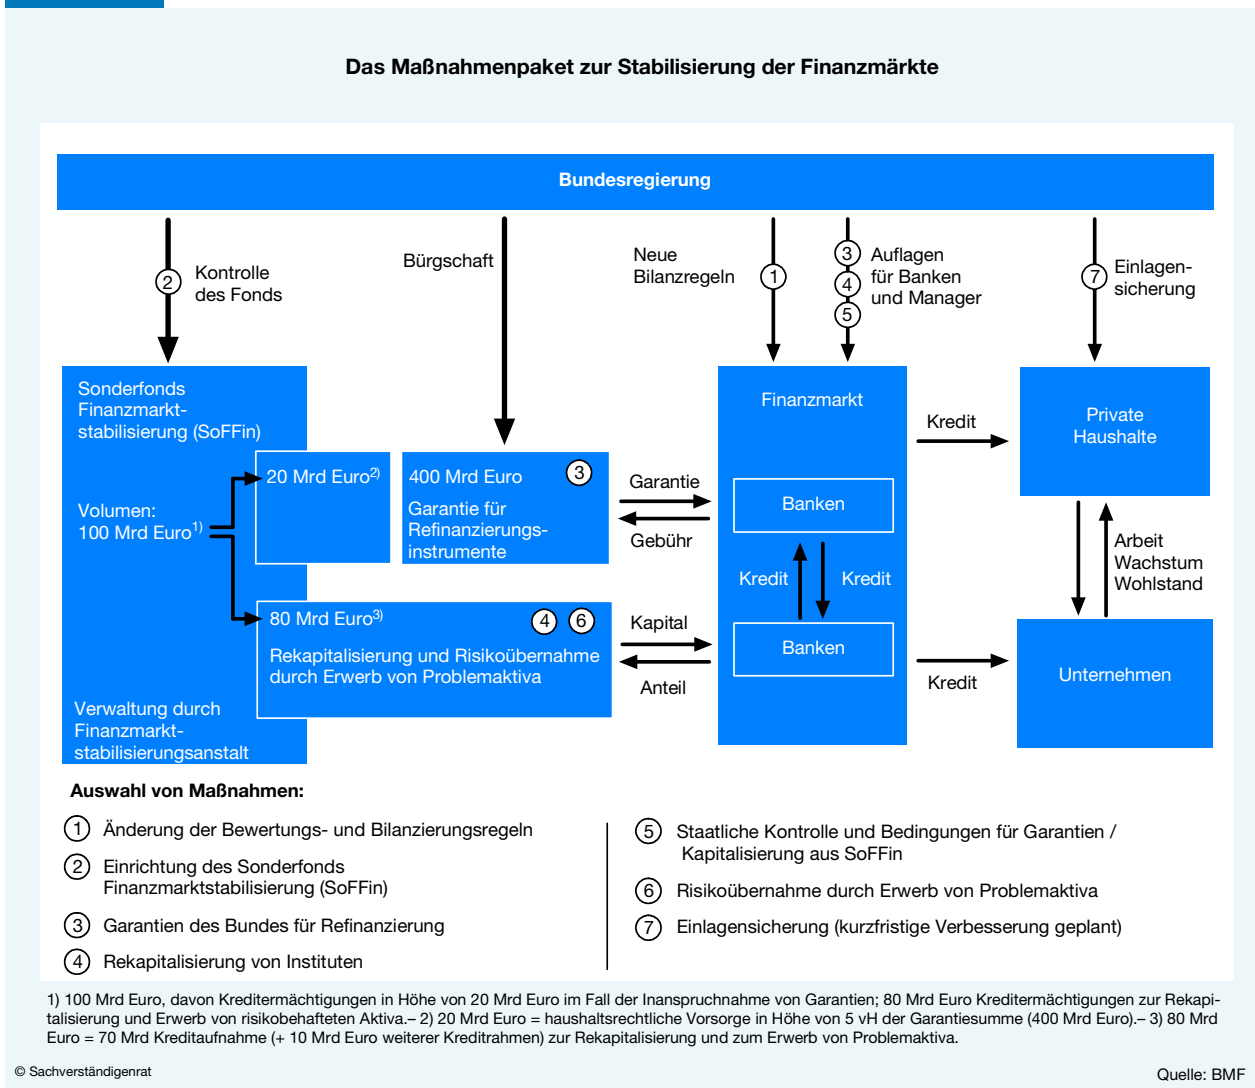 Das Maßnahmenpaket zur Stabilisierung der Finanzmärkte
Bundesregierung
2
Kontrolle
des Fonds
Bürgschaft
Neue
Bilanzregeln
1
3
4
5
Auflagen
für Banken
und Manager
7
Einlagen-
sicherung
Sonderfonds
Finanzmarkt-
stabilisierung (SoFFin)
Volumen:
100 Mrd Euro1)
20 Mrd Euro2)
400 Mrd Euro
3
Garantie für
Refinanzierungs-
instrumente
80 Mrd Euro3)
4
6
Rekapitalisierung und Risikoübernahme
durch Erwerb von Problemaktiva
Verwaltung durch
Finanzmarkt-
stabilisierungsanstalt
Garantie
Gebühr
Kapital
Anteil
Finanzmarkt
Banken
Kredit
Kredit
Banken
Kredit
Kredit
Private
Haushalte
Arbeit
Wachstum
Wohlstand
Unternehmen
Auswahl von Maßnahmen:
1 Änderung der Bewertungs- und Bilanzierungsregeln
2 Einrichtung des Sonderfonds
Finanzmarktstabilisierung (SoFFin)
3 Garantien des Bundes für Refinanzierung
4 Rekapitalisierung von Instituten
5 Staatliche Kontrolle und Bedingungen für Garantien /
Kapitalisierung aus SoFFin
6 Risikoübernahme durch Erwerb von Problemaktiva
7 Einlagensicherung (kurzfristige Verbesserung geplant)
1) 100 Mrd Euro, davon Kreditermächtigungen in Höhe von 20 Mrd Euro im Fall der Inanspruchnahme von Garantien; 80 Mrd Euro Kreditermächtigungen zur Rekapi-
talisierung und Erwerb von risikobehafteten Aktiva.– 2) 20 Mrd Euro = haushaltsrechtliche Vorsorge in Höhe von 5 vH der Garantiesumme (400 Mrd Euro).– 3) 80 Mrd
Euro = 70 Mrd Kreditaufnahme (+ 10 Mrd Euro weiterer Kreditrahmen) zur Rekapitalisierung und zum Erwerb von Problemaktiva.
© Sachverständigenrat
Quelle: BMF